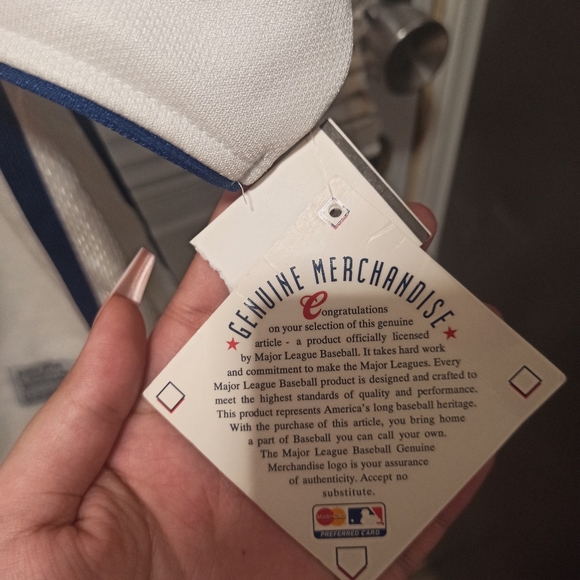 GENUINE MERCHANDISE
Congratulations
on your selection of this genuine
article - a product officially licensed
by Major League Baseball. It takes hard work
and commitment to make the Major Leagues. Every
Major League Baseball product is designed and crafted to
meet the highest standards of quality and performance.
This product represents America's long baseball heritage.
With the purchase of this article, you bring home
a part of Baseball you can call your own.
The Major League Baseball Genuine
Merchandise logo is your assurance
of authenticity. Accept no
substitute.
MasterCard
PREFERRED CARD